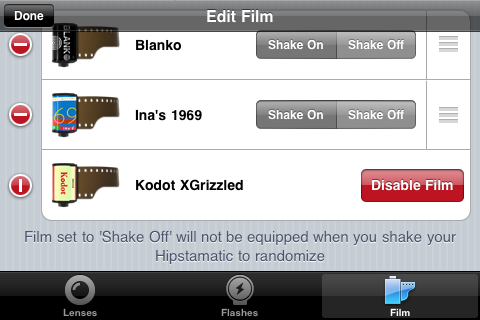 Done
Edit Film
BLANKO
Blanko
Shake On
Shake Off
69
Ina's 1969
Shake On
Shake Off
Kodot
Kodot XGrizzled
Disable Film
Film set to 'Shake Off' will not be equipped when you shake your
Hipstamatic to randomize
Lenses
Flashes
Film